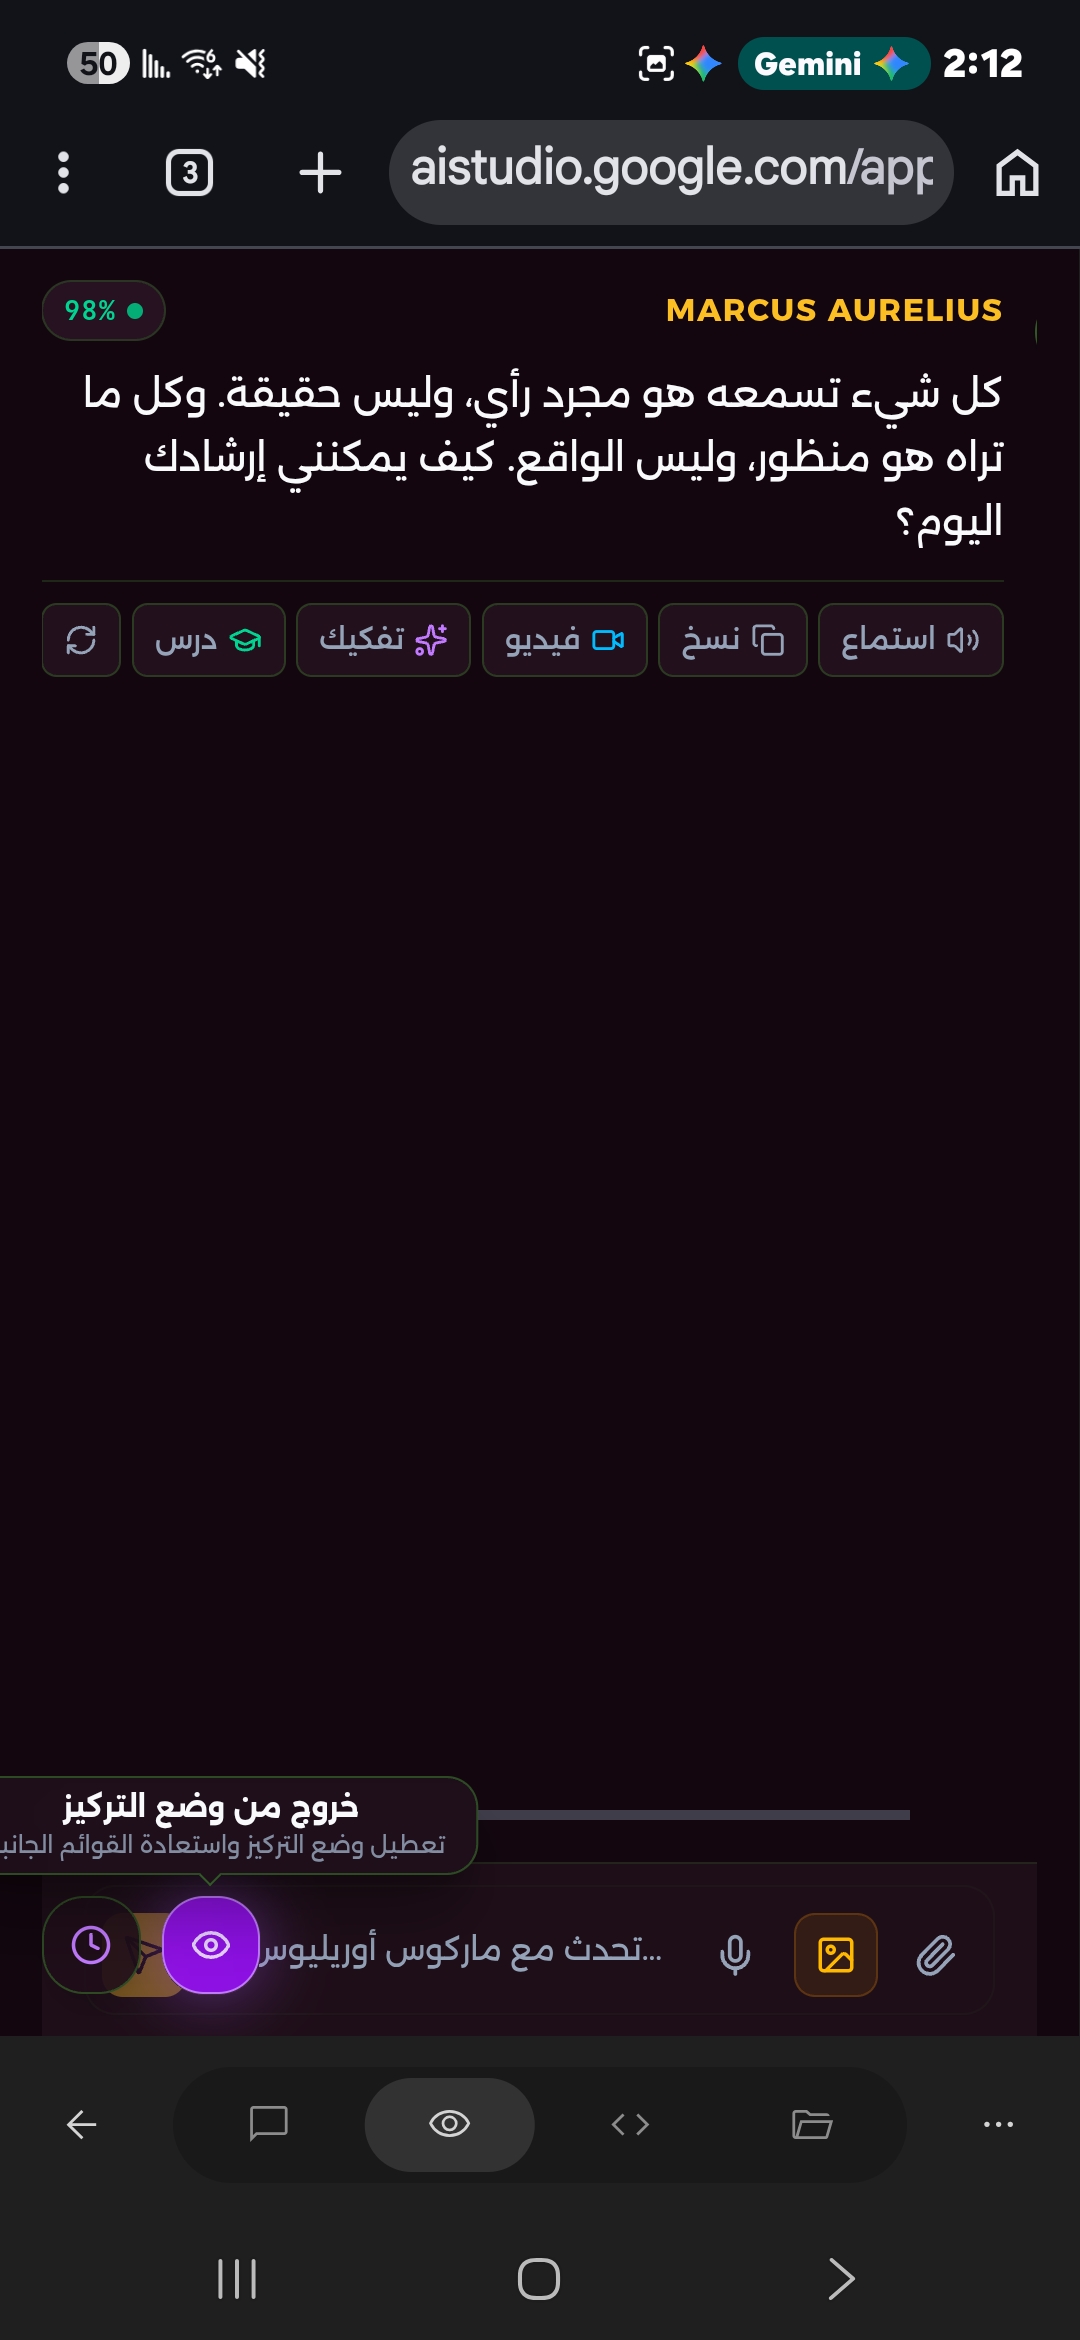 50
6
Gemini
2:12
3
aistudio.google.com/app
98%
MARCUS AURELIUS
كل شيء تسمعه هو مجرد رأي، وليس حقيقة. وكل ما
تراه هو منظور، وليس الواقع. كيف يمكنني إرشادك
اليوم؟
استماع
نسخ
فيديو
تفكيك
درس
خروج من وضع التركيز
تعطيل وضع التركيز واستعادة القوائم
تحدث مع ماركوس أوريليوس...